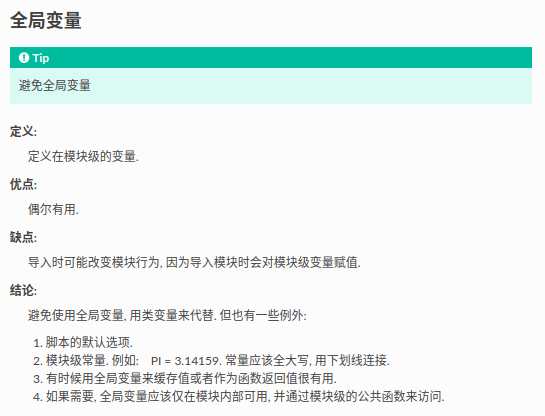 全局变量
Tip
避免全局变量
定义:
定义在模块级的变量.
优点:
偶尔有用.
缺点:
导入时可能改变模块行为, 因为导入模块时会对模块级变量赋值.
结论:
避免使用全局变量, 用类变量来代替. 但也有一些例外:
1. 脚本的默认选项.
2. 模块级常量. 例如:　PI = 3.14159. 常量应该全大写, 用下划线连接.
3. 有时候用全局变量来缓存值或者作为函数返回值很有用.
4. 如果需要, 全局变量应该仅在模块内部可用, 并通过模块级的公共函数来访问.